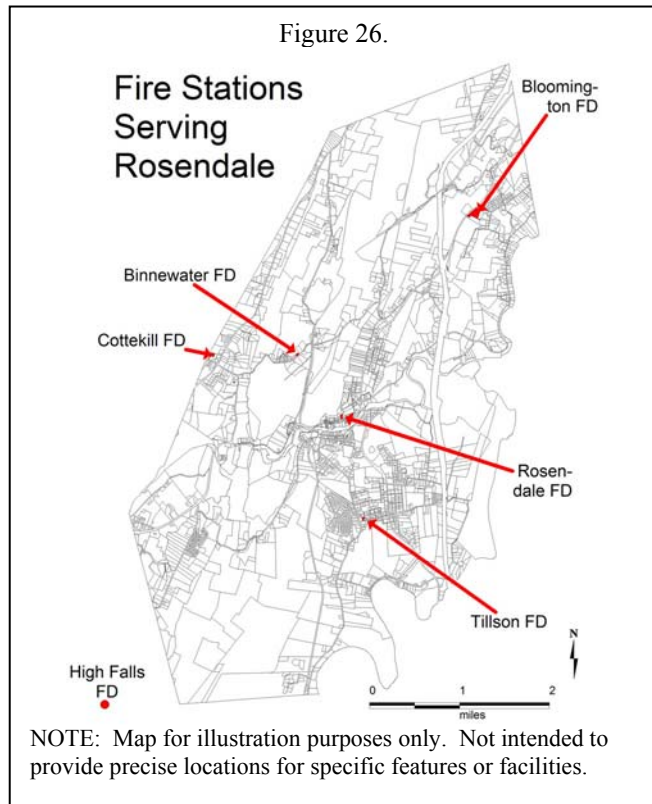 Figure 26.
Fire Stations
Serving
Rosendale
Blooming-
ton FD
Binnewater FD
Cottekill FD
Rosen-
dale FD
Tillson FD
High Falls
FD
N
0 1 2
miles
NOTE: Map for illustration purposes only. Not intended to
provide precise locations for specific features or facilities.